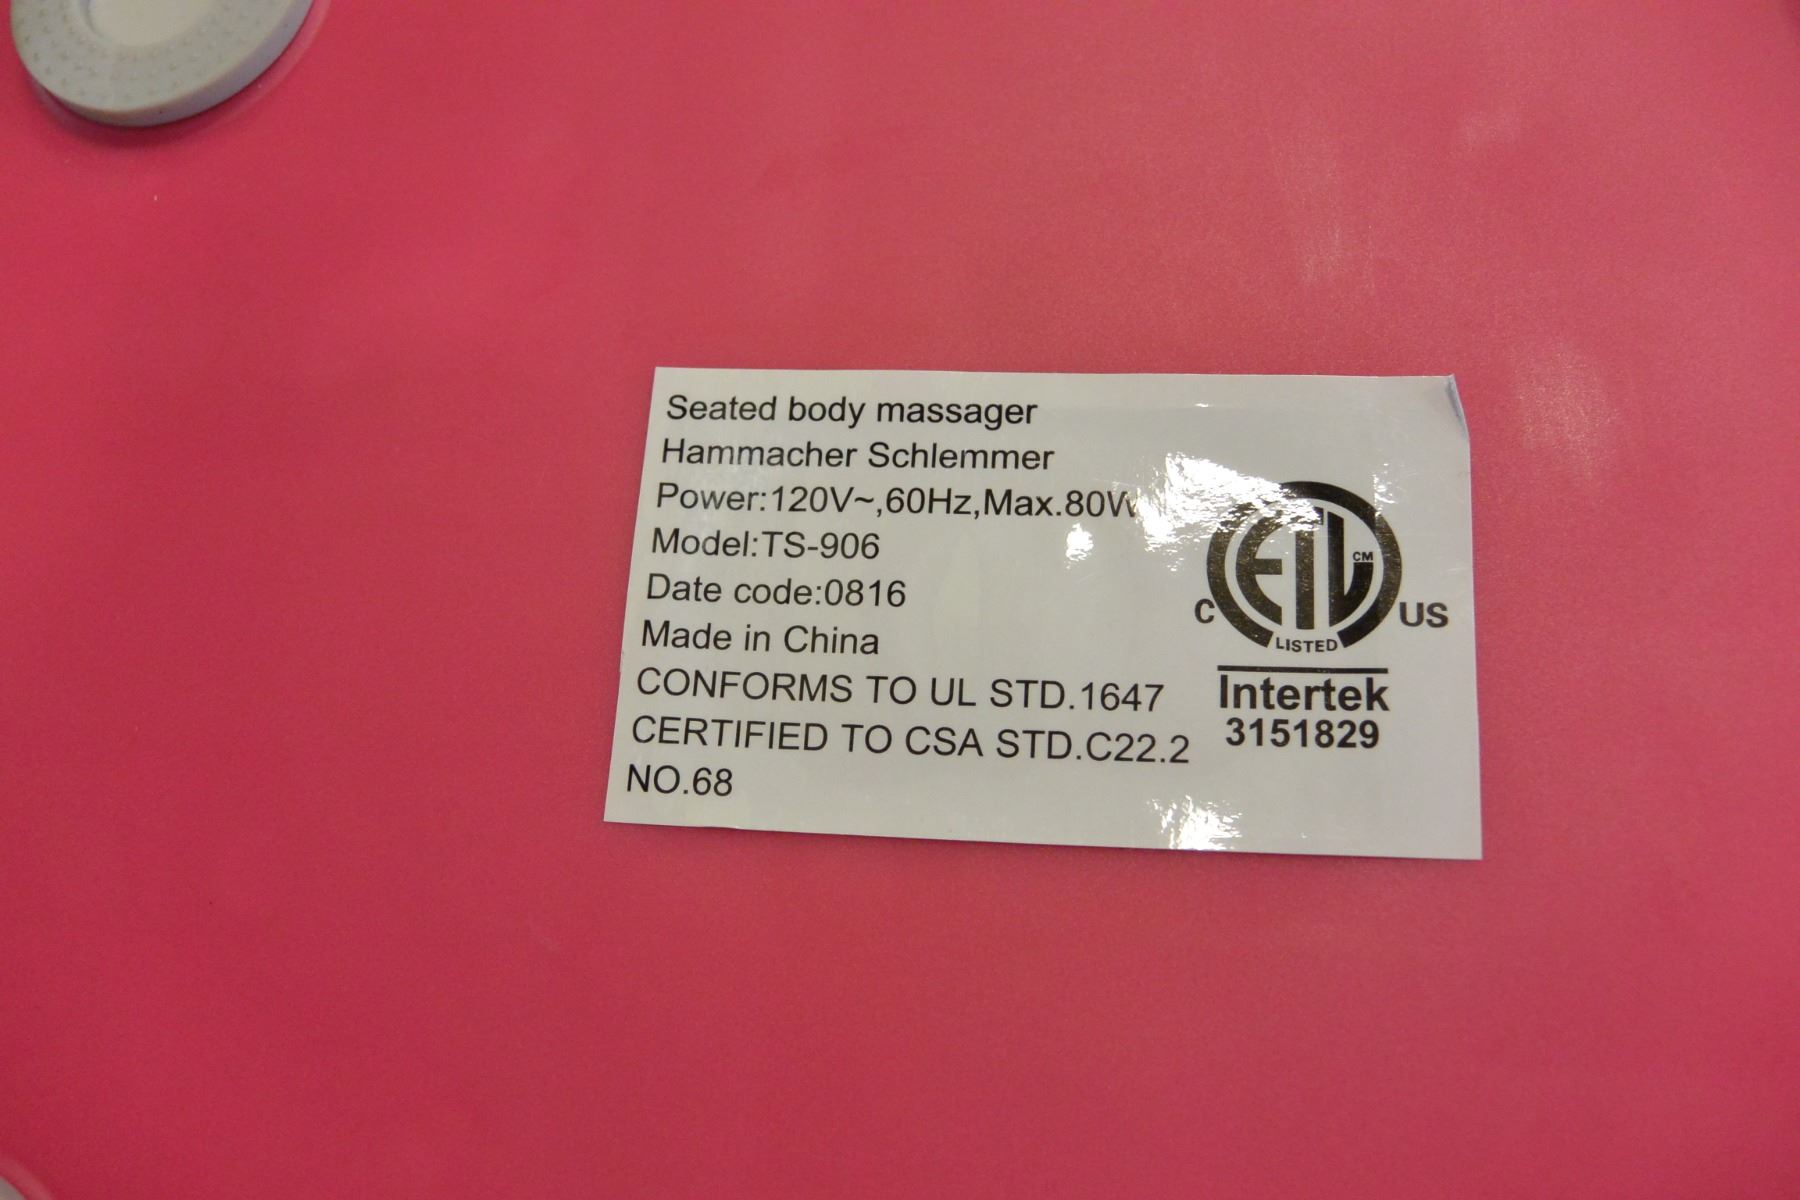 Seated body massager
Hammacher Schlemmer
Power:120V~,60Hz,Max.80W
Model:TS-906
Date code:0816
Made in China
CONFORMS TO UL STD.1647
CERTIFIED TO CSA STD.C22.2
NO.68
ETL CM
C US
LISTED
Intertek
3151829